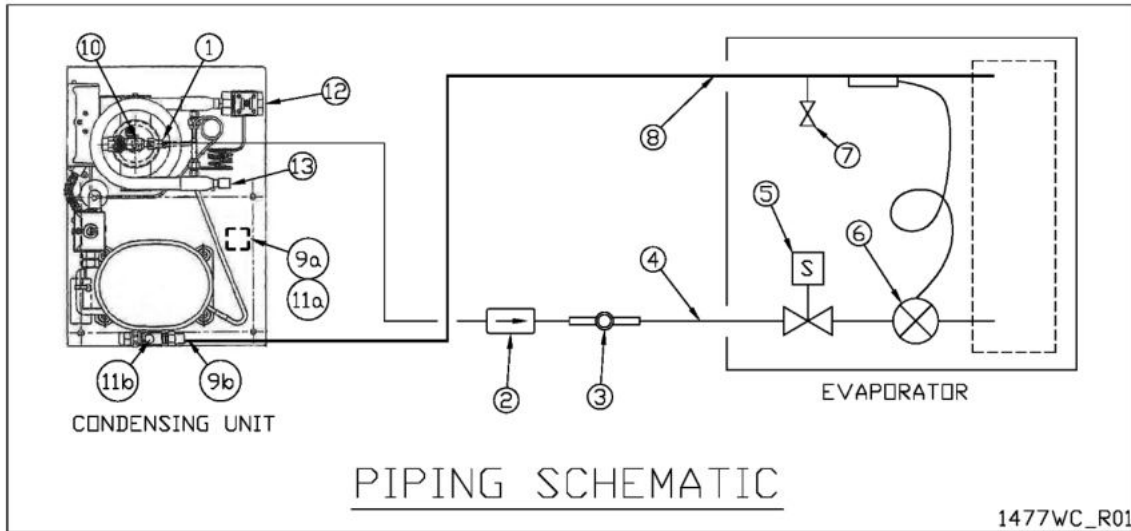 10
1
12
13
9a
11a
11b
9b
CONDENSING UNIT
8
7
5
6
S
4
2
3
EVAPORATOR
PIPING SCHEMATIC
1477WC_R01